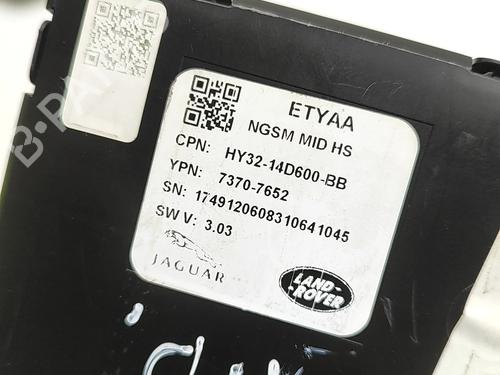 ETYAA
NGSM MID HS
CPN: HY32-14D600-BB
YPN: 7370-7652
SN: 1749120608310641045
SW V: 3.03
JAGUAR
LAND-
ROVER